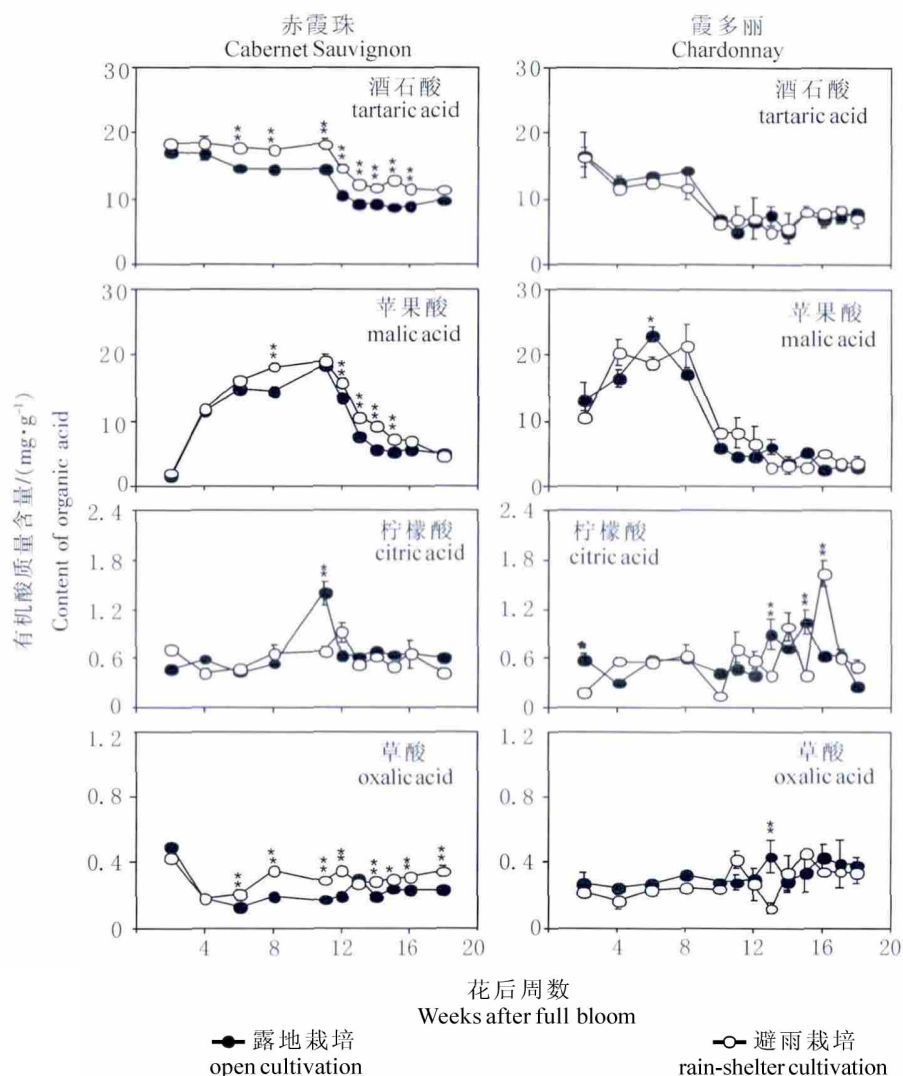 赤霞珠
Cabernet Sauvignon
霞多丽
Chardonnay
30
20
10
0
酒石酸
tartaric acid
**
**
**
**
**
**
**
**
30
20
10
0
酒石酸
tartaric acid
30
20
10
0
苹果酸
malic acid
**
**
**
**
**
30
20
10
0
苹果酸
malic acid
*
2.4
1.8
1.2
0.6
0
柠檬酸
citric acid
**
2.4
1.8
1.2
0.6
0
柠檬酸
citric acid
*
**
**
**
1.2
0.8
0.4
0
草酸
oxalic acid
**
**
**
**
**
*
**
**
4
8
12
16
20
1.2
0.8
0.4
0
草酸
oxalic acid
**
4
8
12
16
20
有机酸质量含量/(mg·g⁻¹)
Content of organic acid
花后周数
Weeks after full bloom
露地栽培
open cultivation
避雨栽培
rain-shelter cultivation